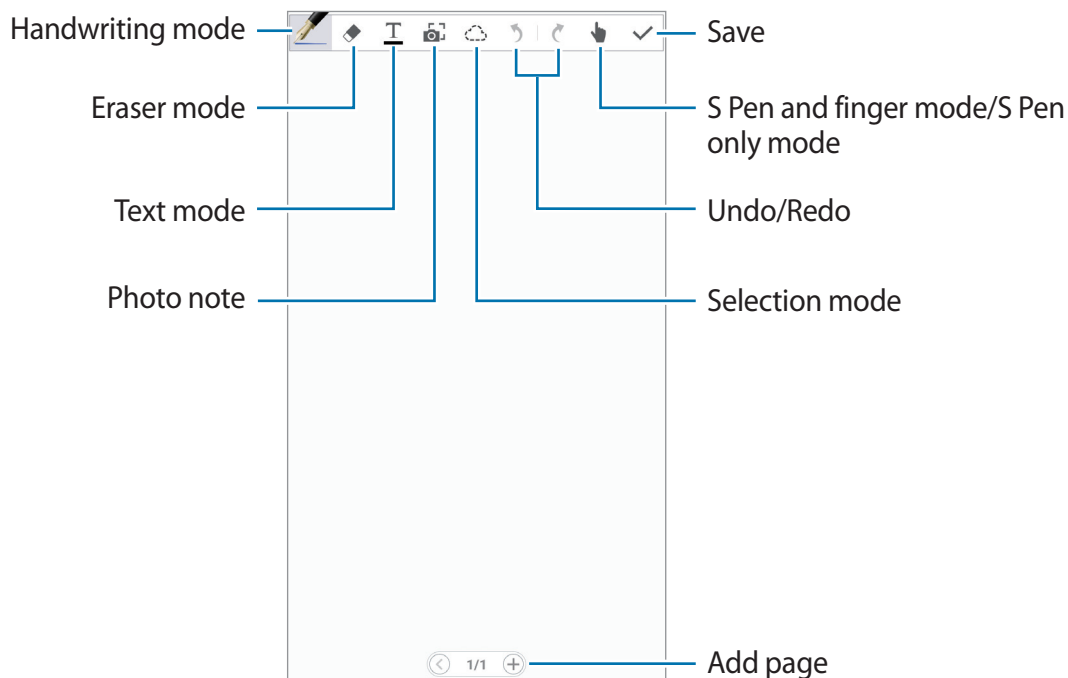 Handwriting mode
T
Save
Eraser mode
S Pen and finger mode/S Pen
only mode
Text mode
Undo/Redo
Photo note
Selection mode
1/1
Add page